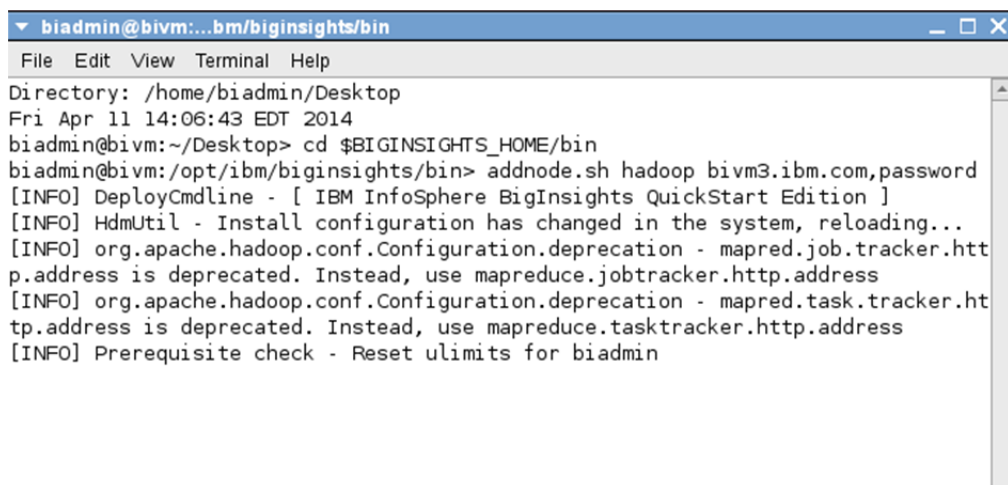 biadmin@bivm:...bm/biginsights/bin
File Edit View Terminal Help
Directory: /home/biadmin/Desktop
Fri Apr 11 14:06:43 EDT 2014
biadmin@bivm:~/Desktop> cd $BIGINSIGHTS_HOME/bin
biadmin@bivm:/opt/ibm/biginsights/bin> addnode.sh hadoop bivm3.ibm.com,password
[INFO] DeployCmdline - [ IBM InfoSphere BigInsights QuickStart Edition ]
[INFO] HdmUtil - Install configuration has changed in the system, reloading...
[INFO] org.apache.hadoop.conf.Configuration.deprecation - mapred.job.tracker.htt
p.address is deprecated. Instead, use mapreduce.jobtracker.http.address
[INFO] org.apache.hadoop.conf.Configuration.deprecation - mapred.task.tracker.ht
tp.address is deprecated. Instead, use mapreduce.tasktracker.http.address
[INFO] Prerequisite check - Reset ulimits for biadmin